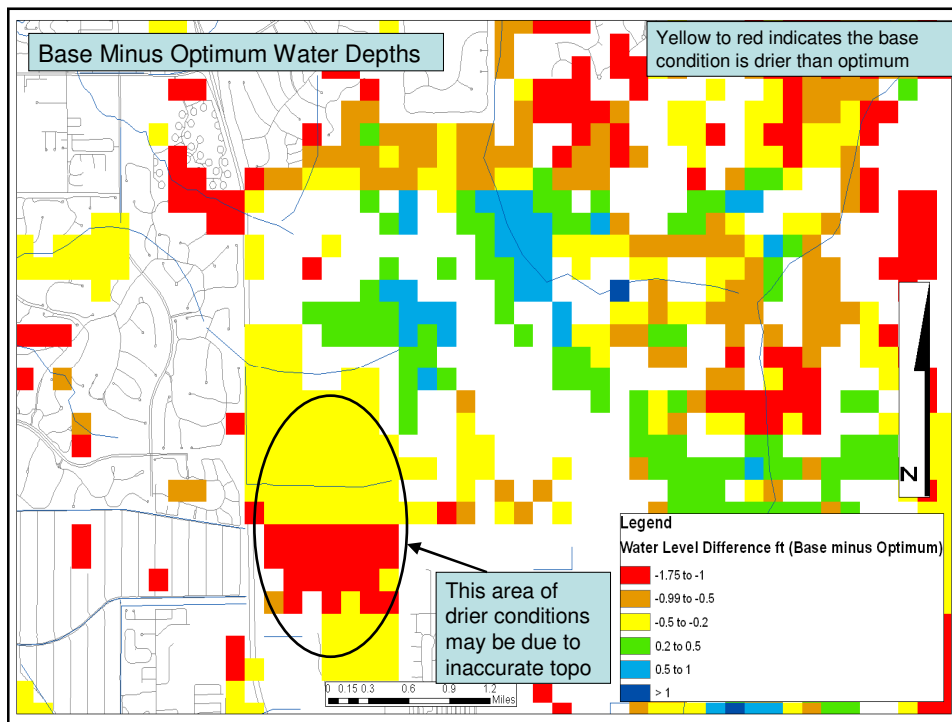 Base Minus Optimum Water Depths
Yellow to red indicates the base
condition is drier than optimum
N
Legend
Water Level Difference ft (Base minus Optimum)
-1.75 to -1
-0.99 to -0.5
-0.5 to -0.2
0.2 to 0.5
0.5 to 1
> 1
This area of
drier conditions
may be due to
inaccurate topo
0 0.15 0.3 0.6 0.9 1.2
Miles